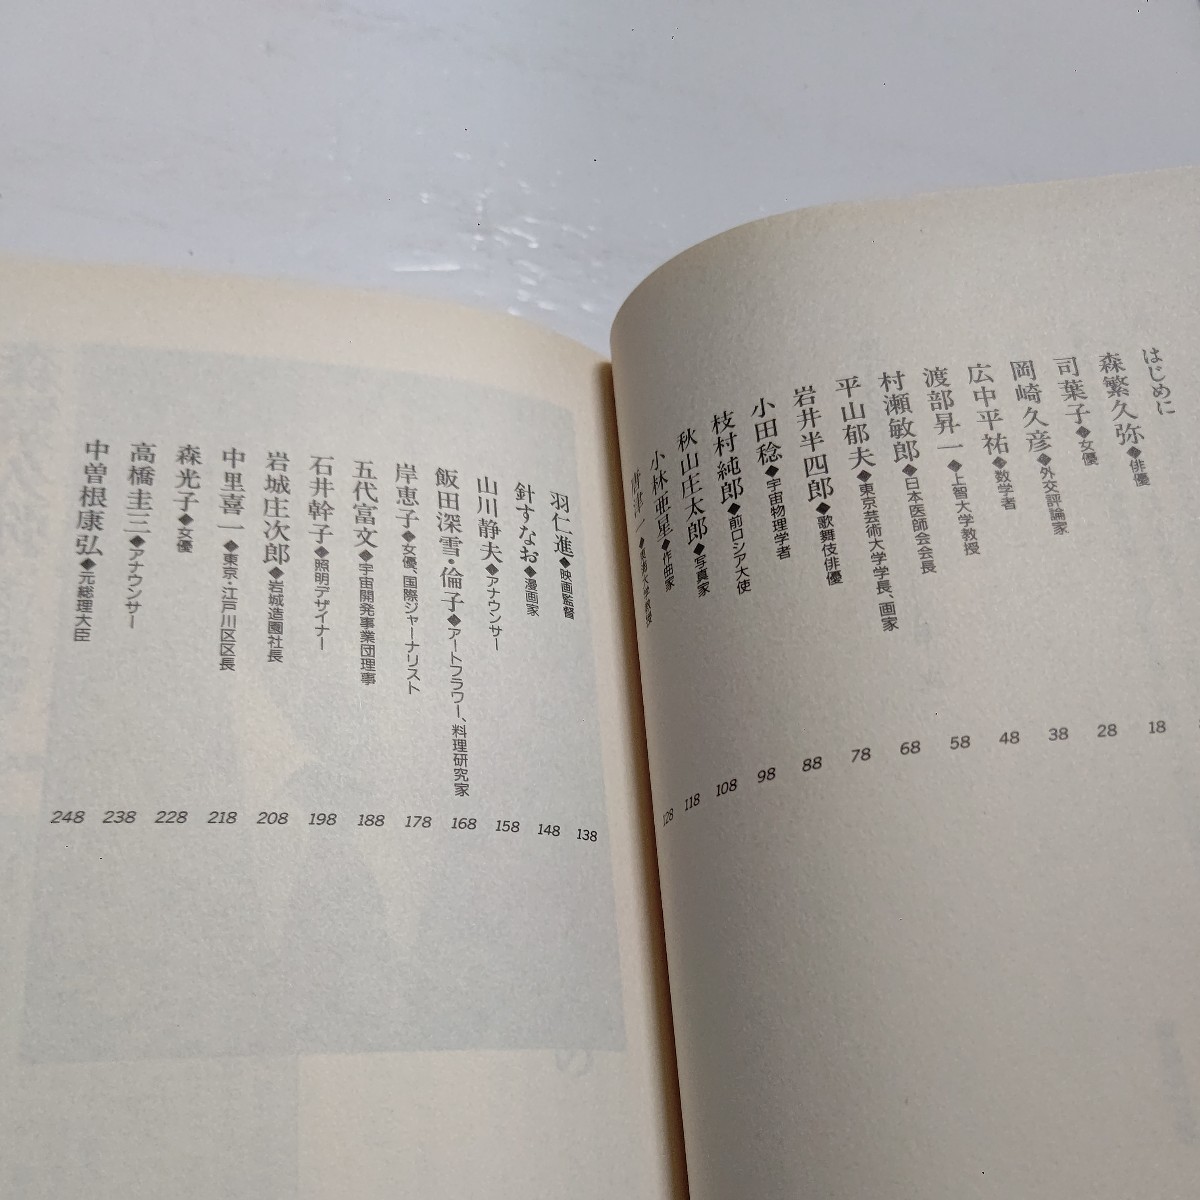 はじめに
森繁久弥◆俳優 18
司葉子◆女優 28
岡崎久彦◆外交評論家 38
広中平祐◆数学者 48
渡部昇一◆上智大学教授 58
村瀬敏郎◆日本医師会会長 68
平山郁夫◆東京芸術大学学長、画家 78
岩井半四郎◆歌舞伎俳優 88
小田稔◆宇宙物理学者 98
枝村純郎◆前ロシア大使 108
秋山庄太郎◆写真家 118
小林亜星◆作曲家 128
唐津一◆東海大学教授
羽仁進◆映画監督 138
針すなお◆漫画家 148
山川静夫◆アナウンサー 158
飯田深雪・倫子◆アートフラワー、料理研究家 168
岸恵子◆女優、国際ジャーナリスト 178
五代富文◆宇宙開発事業団理事 188
石井幹子◆照明デザイナー 198
岩城庄次郎◆岩城造園社長 208
中里喜一◆東京・江戸川区区長 218
森光子◆女優 228
高橋圭三◆アナウンサー 238
中曽根康弘◆元総理大臣 248